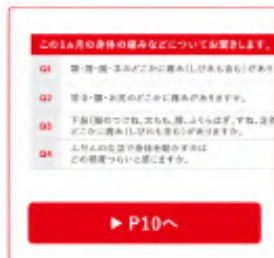 この1ヵ月の身体の痛みなどについてお聞きします。
Q1 頸・肩・腕・手のどこかに痛み(しびれも含む)があり
Q2 背中・腰・お尻のどこかに痛みがありますか。
Q3 下肢(脚のつけね、太もも、膝、ふくらはぎ、すね、足首
どこかに痛み(しびれも含む)がありますか。
Q4 ふだんの生活で身体を動かすのは
どの程度つらいと感じますか。
▶ P10へ